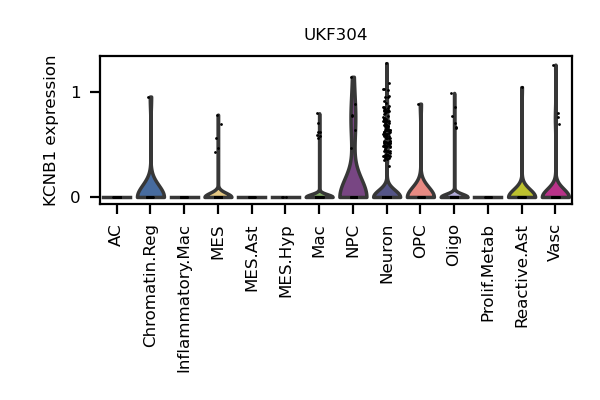 UKF304
KCNB1 expression
1
0
AC
Chromatin.Reg
Inflammatory.Mac
MES
MES.Ast
MES.Hyp
Mac
NPC
Neuron
OPC
Oligo
Prolif.Metab
Reactive.Ast
Vasc